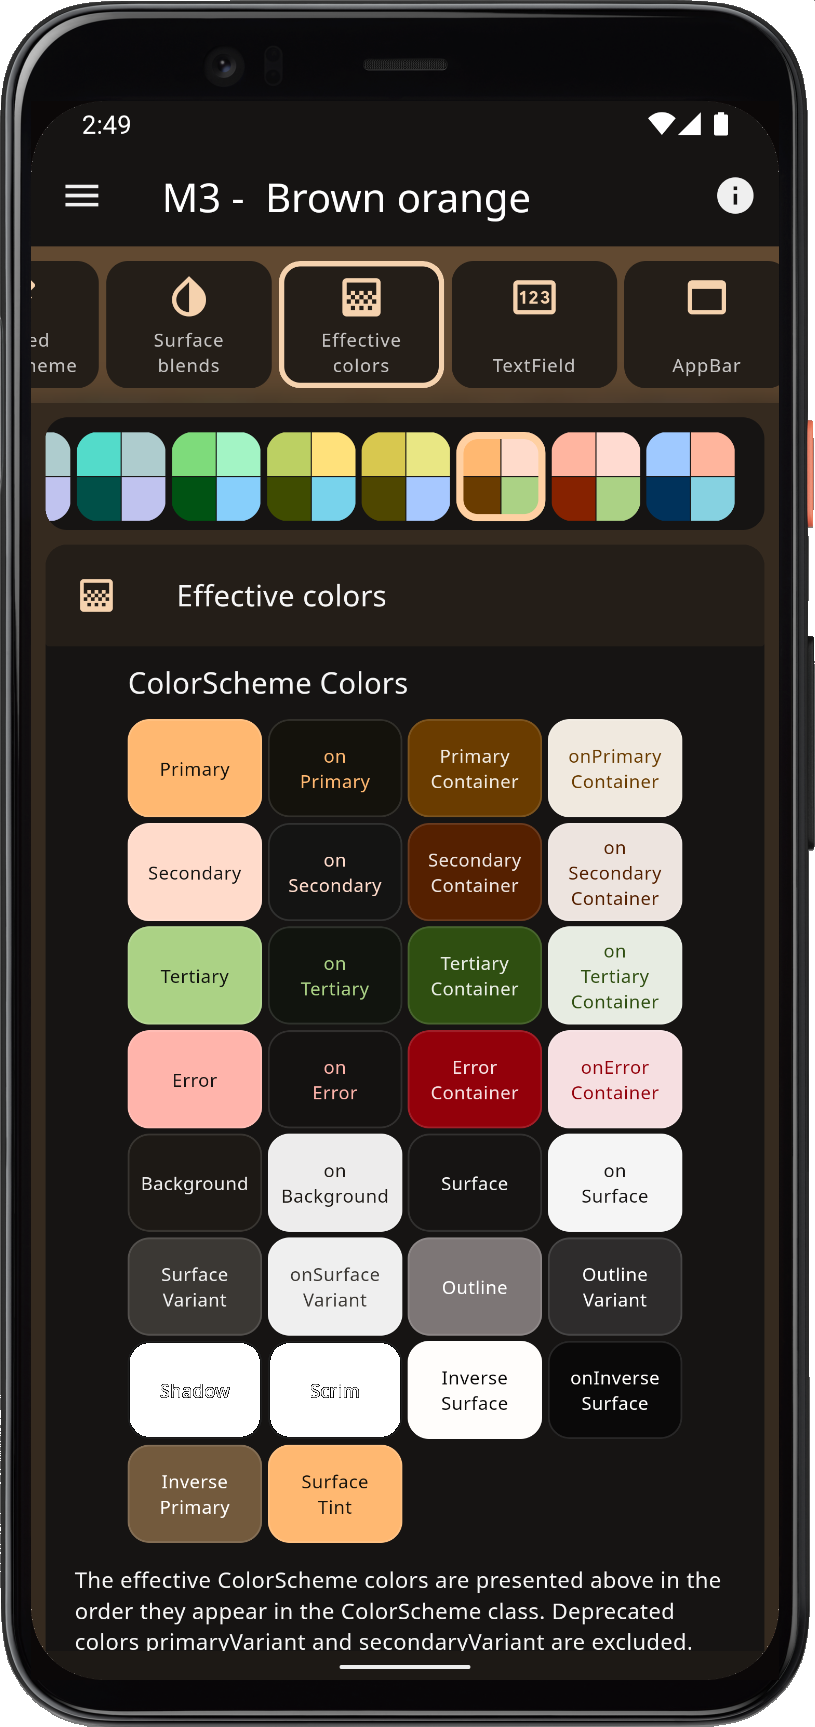 2:49
M3 -  Brown orange
ed
heme
Surface
blends
Effective
colors
123
TextField
AppBar
Effective colors
ColorScheme Colors
Primary
on
Primary
Primary
Container
onPrimary
Container
Secondary
on
Secondary
Secondary
Container
on
Secondary
Container
Tertiary
on
Tertiary
Tertiary
Container
on
Tertiary
Container
Error
on
Error
Error
Container
onError
Container
Background
on
Background
Surface
on
Surface
Surface
Variant
onSurface
Variant
Outline
Outline
Variant
Shadow
Scrim
Inverse
Surface
onInverse
Surface
Inverse
Primary
Surface
Tint
The effective ColorScheme colors are presented above in the
order they appear in the ColorScheme class. Deprecated
colors primaryVariant and secondaryVariant are excluded.